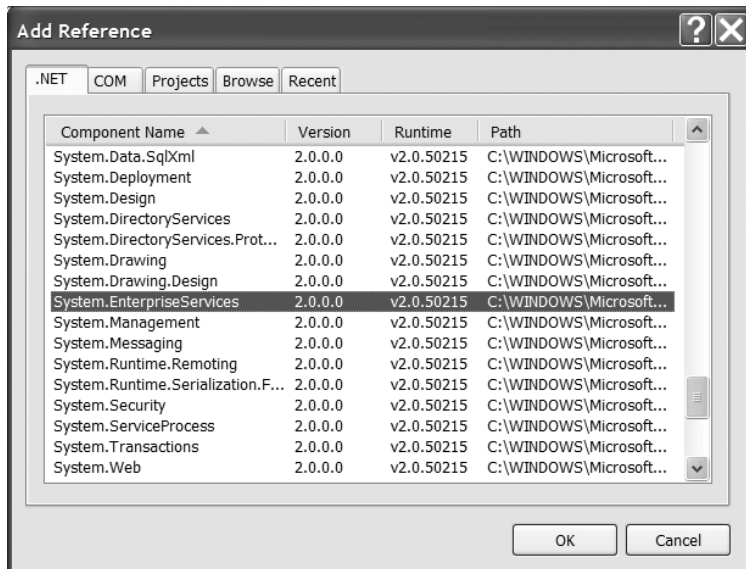 Add Reference
.NET COM Projects Browse Recent
Component Name Version Runtime Path
System.Data.SqlXml 2.0.0.0 v2.0.50215 C:\WINDOWS\Microsoft...
System.Deployment 2.0.0.0 v2.0.50215 C:\WINDOWS\Microsoft...
System.Design 2.0.0.0 v2.0.50215 C:\WINDOWS\Microsoft...
System.DirectoryServices 2.0.0.0 v2.0.50215 C:\WINDOWS\Microsoft...
System.DirectoryServices.Prot... 2.0.0.0 v2.0.50215 C:\WINDOWS\Microsoft...
System.Drawing 2.0.0.0 v2.0.50215 C:\WINDOWS\Microsoft...
System.Drawing.Design 2.0.0.0 v2.0.50215 C:\WINDOWS\Microsoft...
System.EnterpriseServices 2.0.0.0 v2.0.50215 C:\WINDOWS\Microsoft...
System.Management 2.0.0.0 v2.0.50215 C:\WINDOWS\Microsoft...
System.Messaging 2.0.0.0 v2.0.50215 C:\WINDOWS\Microsoft...
System.Runtime.Remoting 2.0.0.0 v2.0.50215 C:\WINDOWS\Microsoft...
System.Runtime.Serialization.F... 2.0.0.0 v2.0.50215 C:\WINDOWS\Microsoft...
System.Security 2.0.0.0 v2.0.50215 C:\WINDOWS\Microsoft...
System.ServiceProcess 2.0.0.0 v2.0.50215 C:\WINDOWS\Microsoft...
System.Transactions 2.0.0.0 v2.0.50215 C:\WINDOWS\Microsoft...
System.Web 2.0.0.0 v2.0.50215 C:\WINDOWS\Microsoft...
OK Cancel